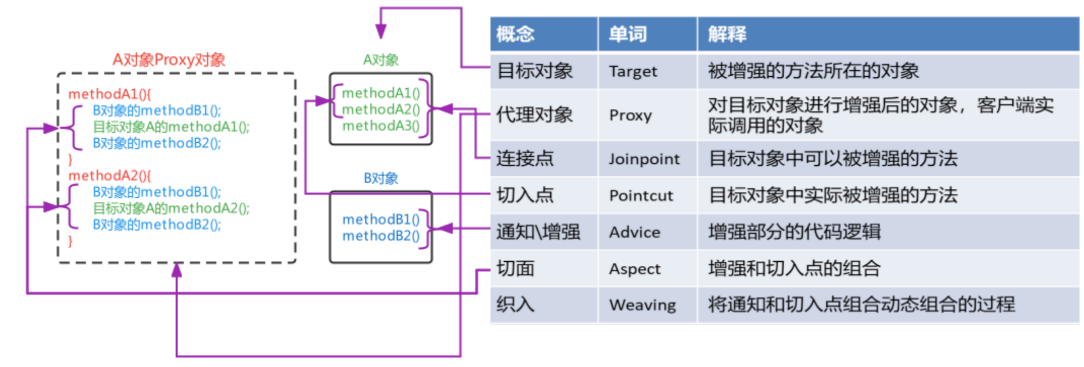 A对象Proxy对象
methodA1(){
B对象的methodB1();
目标对象A的methodA1();
B对象的methodB2();
}
methodA2(){
B对象的methodB1();
目标对象A的methodA2();
B对象的methodB2();
}
A对象
methodA1()
methodA2()
methodA3()
B对象
methodB1()
methodB2()
概念 单词 解释
目标对象 Target 被增强的方法所在的对象
代理对象 Proxy 对目标对象进行增强后的对象，客户端实
际调用的对象
连接点 Joinpoint 目标对象中可以被增强的方法
切入点 Pointcut 目标对象中实际被增强的方法
通知\增强 Advice 增强部分的代码逻辑
切面 Aspect 增强和切入点的组合
织入 Weaving 将通知和切入点组合动态组合的过程